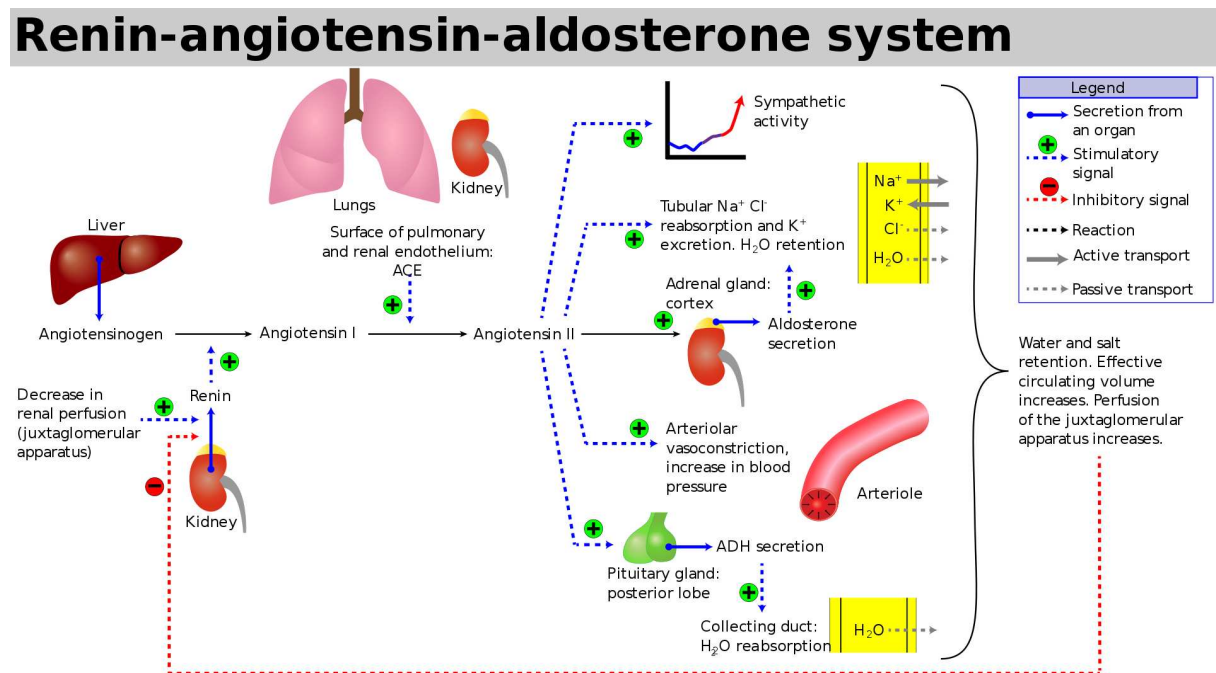 Renin-angiotensin-aldosterone system
Liver
Angiotensinogen
Decrease in
renal perfusion
(juxtaglomerular
apparatus)
Renin
Kidney
Lungs
Kidney
Surface of pulmonary
and renal endothelium:
ACE
Angiotensin I
Angiotensin II
Sympathetic
activity
Tubular Na⁺ Cl⁻
reabsorption and K⁺
excretion. H₂O retention
Adrenal gland:
cortex
Aldosterone
secretion
Arteriolar
vasoconstriction,
increase in blood
pressure
Arteriole
ADH secretion
Pituitary gland:
posterior lobe
Collecting duct:
H₂O reabsorption
Na⁺
K⁺
Cl⁻
H₂O
H₂O
Legend
Secretion from
an organ
Stimulatory
signal
Inhibitory signal
Reaction
Active transport
Passive transport
Water and salt
retention. Effective
circulating volume
increases. Perfusion
of the juxtaglomerular
apparatus increases.